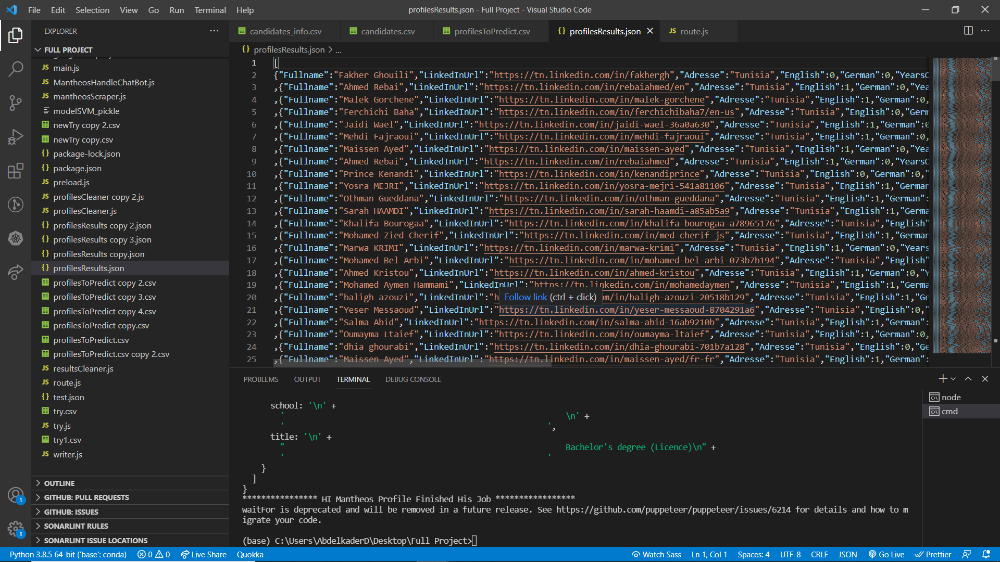 File Edit Selection View Go Run Terminal Help
profilesResults.json - Full Project - Visual Studio Code
EXPLORER
FULL PROJECT
main.js
MantheosHandleChatBot.js
mantheosScraper.js
modelSVM_pickle
newTry copy 2.csv
newTry copy.csv
package-lock.json
package.json
preload.js
profilesCleaner copy 2.js
profilesCleaner.js
profilesResults copy 2.json
profilesResults copy 3.json
profilesResults copy.json
profilesResults.json
profilesToPredict copy 2.csv
profilesToPredict copy 3.csv
profilesToPredict copy 4.csv
profilesToPredict copy.csv
profilesToPredict.csv
profilesToPredict.csv copy 2.csv
resultsCleaner.js
route.js
test.json
try.csv
try.js
try1.csv
writer.js
OUTLINE
GITHUB: PULL REQUESTS
GITHUB: ISSUES
SONARLINT RULES
SONARLINT ISSUE LOCATIONS
candidates_info.csv candidates.csv profilesToPredict.csv profilesResults.json route.js
profilesResults.json > ...
1 [
2 {"Fullname":"Fakher Ghouili","LinkedInUrl":"https://tn.linkedin.com/in/fakhergh","Adresse":"Tunisia","English":0,"German":0,"YearsO
3 ,{"Fullname":"Ahmed Rebai","LinkedInUrl":"https://tn.linkedin.com/in/rebaiahmed/en","Adresse":"Tunisia","English":1,"German":0,"Yea
4 ,{"Fullname":"Malek Gorchene","LinkedInUrl":"https://tn.linkedin.com/in/malek-gorchene","Adresse":"Tunisia","English":1,"German":0,
5 ,{"Fullname":"Ferchichi Baha","LinkedInUrl":"https://tn.linkedin.com/in/ferchichibaha7/en-us","Adresse":"Tunisia","English":0,"Germ
6 ,{"Fullname":"Jaidi Wael","LinkedInUrl":"https://tn.linkedin.com/in/jaidi-wael-36a0a630","Adresse":"Tunisia","English":1,"German":0
7 ,{"Fullname":"Mehdi Fajraoui","LinkedInUrl":"https://tn.linkedin.com/in/mehdi-fajraoui","Adresse":"Tunisia","English":1,"German":0,
8 ,{"Fullname":"Maissen Ayed","LinkedInUrl":"https://tn.linkedin.com/in/maissen-ayed","Adresse":"Tunisia","English":1,"German":0,"Yea
9 ,{"Fullname":"Ahmed Rebai","LinkedInUrl":"https://tn.linkedin.com/in/rebaiahmed","Adresse":"Tunisia","English":1,"German":0,"YearsO
10 ,{"Fullname":"Prince Kenandi","LinkedInUrl":"https://tn.linkedin.com/in/kenandiprince","Adresse":"Tunisia","English":0,"German":0,"
11 ,{"Fullname":"Yosra MEJRI","LinkedInUrl":"https://tn.linkedin.com/in/yosra-mejri-541a81106","Adresse":"Tunisia","English":1,"German
12 ,{"Fullname":"Othman Gueddana","LinkedInUrl":"https://tn.linkedin.com/in/othman-gueddana","Adresse":"Tunisia","English":1,"German":
13 ,{"Fullname":"Sarah HAAMDI","LinkedInUrl":"https://tn.linkedin.com/in/sarah-haamdi-a85ab5a9","Adresse":"Tunisia","English":1,"Germa
14 ,{"Fullname":"Khalifa Bourogaa","LinkedInUrl":"https://tn.linkedin.com/in/khalifa-bourogaa-a78965176","Adresse":"Tunisia","English"
15 ,{"Fullname":"Mohamed Zied Cherif","LinkedInUrl":"https://tn.linkedin.com/in/med-cherif-js","Adresse":"Tunisia","English":1,"German
16 ,{"Fullname":"Marwa KRIMI","LinkedInUrl":"https://tn.linkedin.com/in/marwa-krimi","Adresse":"Tunisia","English":1,"German":0,"Years
17 ,{"Fullname":"Mohamed Bel Arbi","LinkedInUrl":"https://tn.linkedin.com/in/mohamed-bel-arbi-073b7b194","Adresse":"Tunisia","English"
18 ,{"Fullname":"Ahmed Kristou","LinkedInUrl":"https://tn.linkedin.com/in/ahmed-kristou","Adresse":"Tunisia","English":1,"German":0,"Y
19 ,{"Fullname":"Mohamed Aymen Hammami","LinkedInUrl":"https://tn.linkedin.com/in/mohamedaymen","Adresse":"Tunisia","English":1,"Germa
20 ,{"Fullname":"baligh azouzi","LinkedInUrl":"h Follow link (ctrl + click) om/in/baligh-azouzi-20518b129","Adresse":"Tunisia","English":1,"Ge
21 ,{"Fullname":"Yeser Messaoud","LinkedInUrl":"https://tn.linkedin.com/in/yeser-messaoud-8704291a6","Adresse":"Tunisia","English":0,"
22 ,{"Fullname":"Salma Abid","LinkedInUrl":"https://tn.linkedin.com/in/salma-abid-16ab9210b","Adresse":"Tunisia","English":1,"German":
23 ,{"Fullname":"Oumayma Ltaief","LinkedInUrl":"https://tn.linkedin.com/in/oumayma-ltaief","Adresse":"Tunisia","English":1,"German":0,
24 ,{"Fullname":"dhia ghourabi","LinkedInUrl":"https://tn.linkedin.com/in/dhia-ghourabi-701b7a128","Adresse":"Tunisia","English":0,"Ge
25 ,{"Fullname":"Maissen Ayed","LinkedInUrl":"https://tn.linkedin.com/in/maissen-ayed/fr-fr","Adresse":"Tunisia","English":1,"German":
PROBLEMS OUTPUT TERMINAL DEBUG CONSOLE
node
cmd
school: '\n' +
' \n' +
' ',
title: '\n' +
" Bachelor's degree (Licence)\n" +
' '
}
]
}
**************** HI Mantheos Profile Finished His Job *****************
waitFor is deprecated and will be removed in a future release. See https://github.com/puppeteer/puppeteer/issues/6214 for details and how to m
igrate your code.
(base) C:\Users\AbdelkaderD\Desktop\Full Project>
Python 3.8.5 64-bit ('base': conda) 0 0 Live Share Quokka Watch Sass Ln 1, Col 1 Spaces: 4 UTF-8 CRLF JSON Go Live Prettier